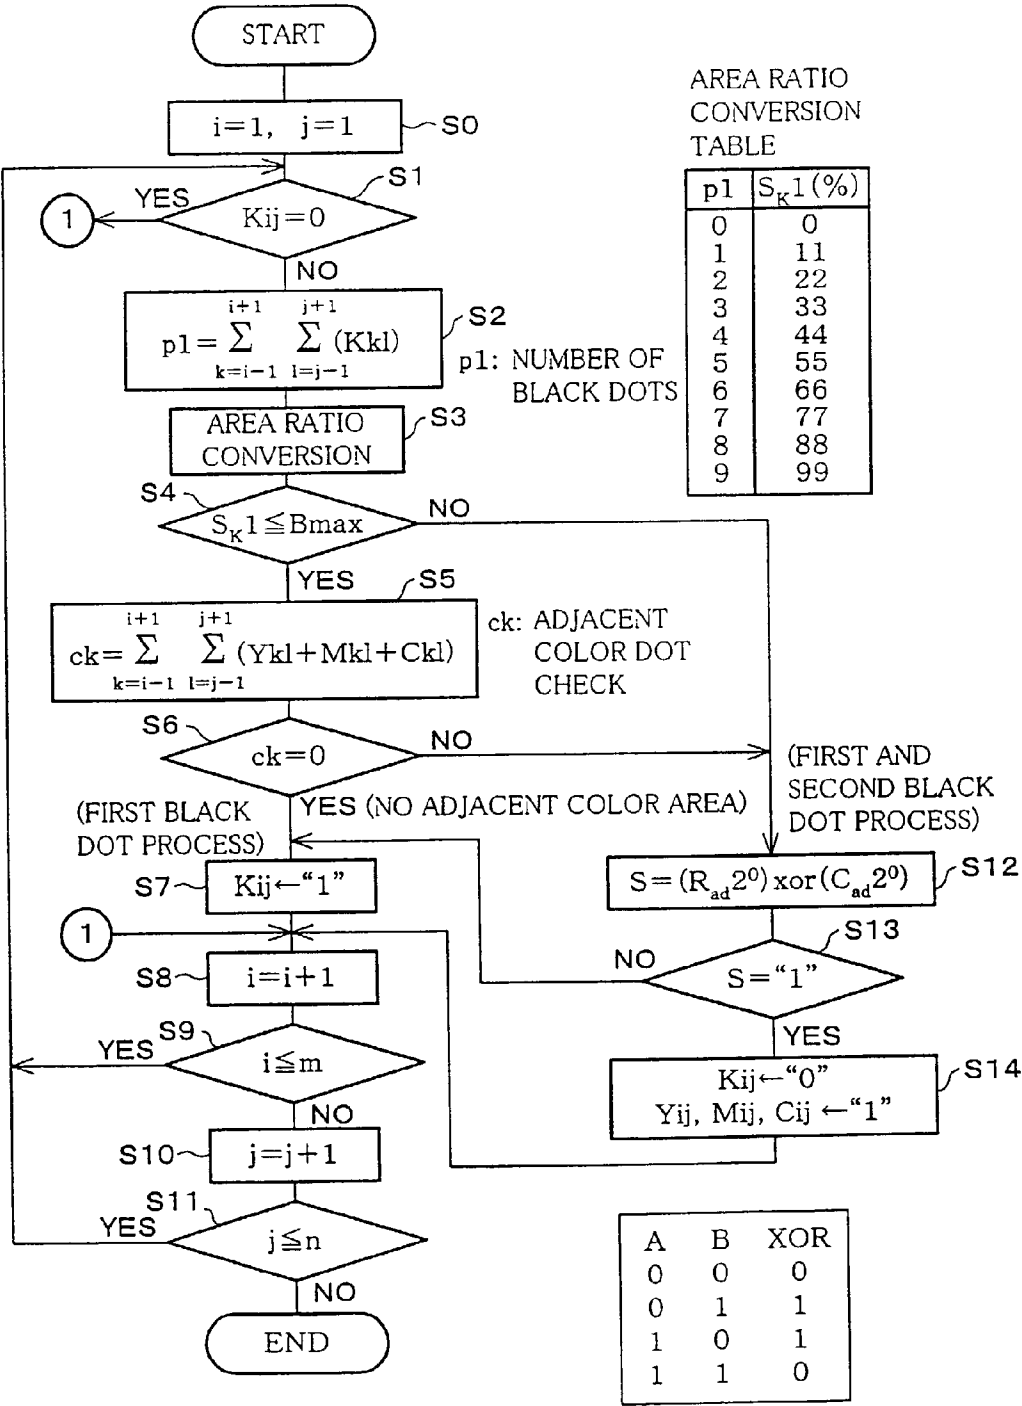 START
i=1, j=1
S0
S1
YES
Kij=0
1
NO
i+1 j+1
p1=Σ Σ(Kkl)
k=i-1 l=j-1
S2
p1: NUMBER OF
BLACK DOTS
AREA RATIO
CONVERSION
S3
S4
SK1≦Bmax
NO
YES
S5
i+1 j+1
ck=Σ Σ(Ykl+Mkl+Ckl)
k=i-1 l=j-1
ck: ADJACENT
COLOR DOT
CHECK
S6
ck=0
NO
YES (NO ADJACENT COLOR AREA)
(FIRST BLACK
DOT PROCESS)
S7
Kij←“1”
1
S8
i=i+1
S9
YES
i≦m
NO
S10
j=j+1
S11
YES
j≦n
NO
END
AREA RATIO
CONVERSION
TABLE
p1 SK1(%)
0 0
1 11
2 22
3 33
4 44
5 55
6 66
7 77
8 88
9 99
(FIRST AND
SECOND BLACK
DOT PROCESS)
S=(Rad2⁰)xor(Cad2⁰)
S12
S13
NO
S=“1”
YES
S14
Kij←“0”
Yij, Mij, Cij←“1”
A B XOR
0 0 0
0 1 1
1 0 1
1 1 0